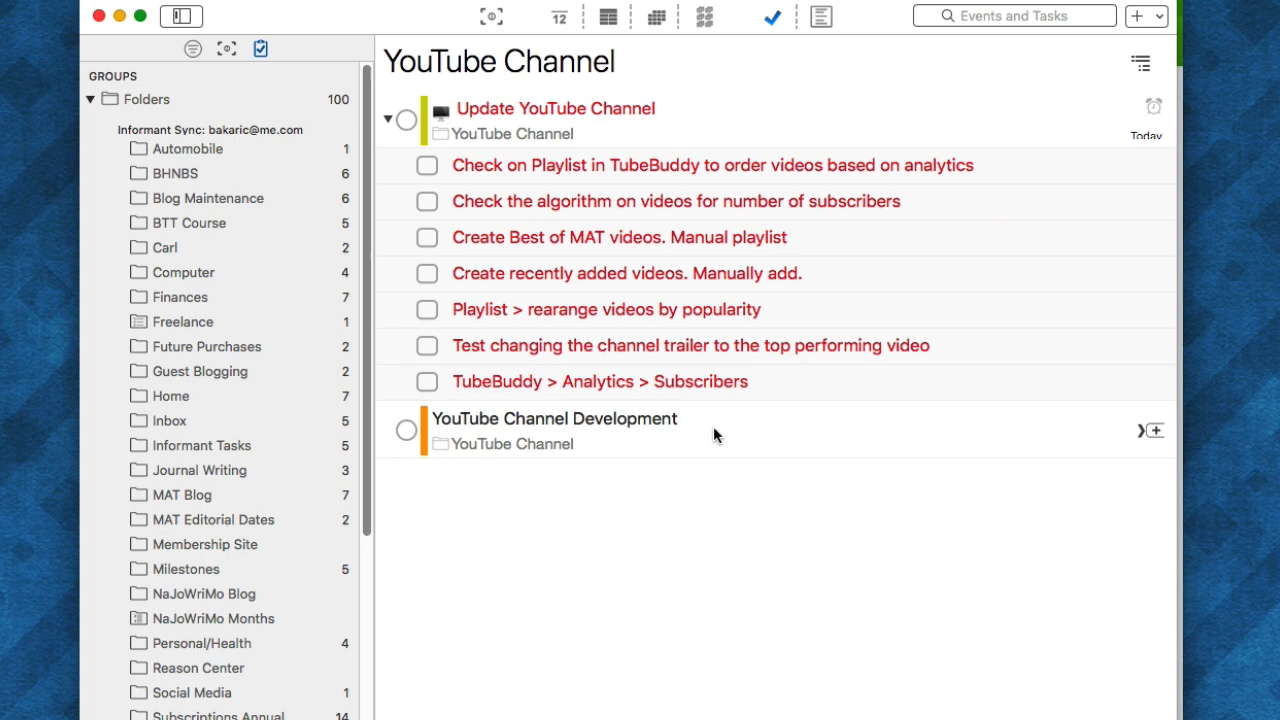 12
Events and Tasks
GROUPS
Folders 100
Informant Sync: bakaric@me.com
Automobile 1
BHNBS 6
Blog Maintenance 6
BTT Course 5
Carl 2
Computer 4
Finances 7
Freelance 1
Future Purchases 2
Guest Blogging 2
Home 7
Inbox 5
Informant Tasks 5
Journal Writing 3
MAT Blog 7
MAT Editorial Dates 2
Membership Site
Milestones 5
NaJoWriMo Blog
NaJoWriMo Months
Personal/Health 4
Reason Center
Social Media 1
Subscriptions Annual 14
YouTube Channel
Update YouTube Channel
YouTube Channel
Today
Check on Playlist in TubeBuddy to order videos based on analytics
Check the algorithm on videos for number of subscribers
Create Best of MAT videos. Manual playlist
Create recently added videos. Manually add.
Playlist > rearange videos by popularity
Test changing the channel trailer to the top performing video
TubeBuddy > Analytics > Subscribers
YouTube Channel Development
YouTube Channel